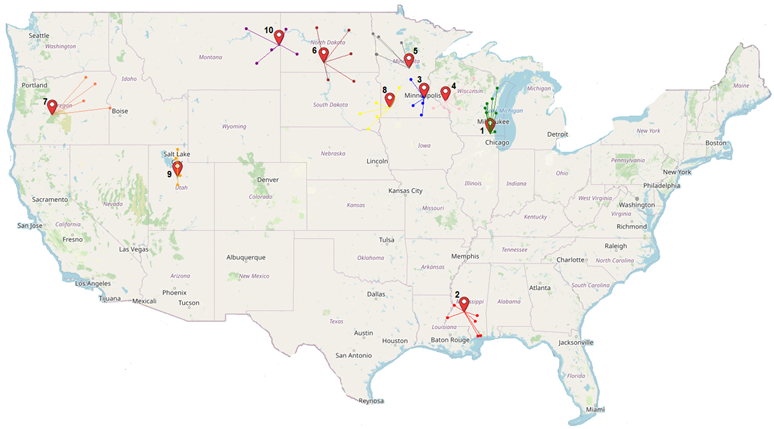 Seattle
Washington
Montana
10
North Dakota
6
5
Minnesota
Portland
7
Oregon
Idaho
Boise
South Dakota
8
3
Minneapolis
4
Wisconsin
Michigan
Michigan
Milwaukee
1
Chicago
Detroit
Maine
New York
Boston
Wyoming
Salt Lake
9
Utah
Nebraska
Lincoln
Iowa
Illinois
Indiana
Ohio
Pennsylvania
New York
Philadelphia
Sacramento
San Jose
Nevada
California
Fresno
Denver
Colorado
Kansas
Kansas City
Missouri
Kentucky
West Virginia
Washington
Virginia
Richmond
Las Vegas
Los Angeles
Tijuana
Mexicali
Arizona
Phoenix
Tucson
Albuquerque
New Mexico
Tulsa
Oklahoma
Arkansas
Memphis
Tennessee
Raleigh
Charlotte
North Carolina
South Carolina
Dallas
Texas
2
Mississippi
Alabama
Atlanta
Louisiana
Baton Rouge
Austin
Houston
San Antonio
Reynosa
Jacksonville
Florida
Miami